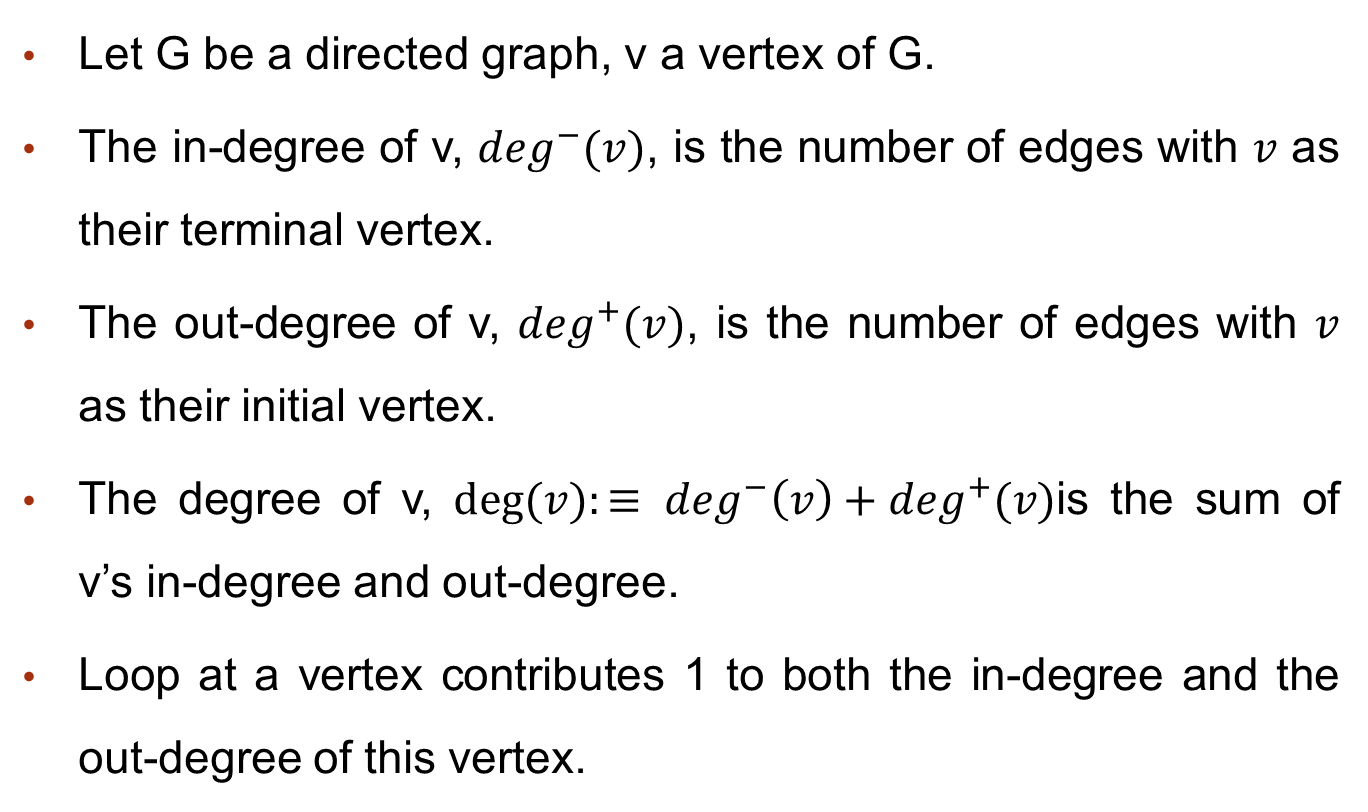 • Let G be a directed graph, v a vertex of G.
• The in-degree of v, 𝑑𝑒𝑔⁻(𝑣), is the number of edges with 𝑣 as
their terminal vertex.
• The out-degree of v, 𝑑𝑒𝑔⁺(𝑣), is the number of edges with 𝑣
as their initial vertex.
• The degree of v, deg(𝑣):≡ 𝑑𝑒𝑔⁻(𝑣) + 𝑑𝑒𝑔⁺(𝑣)is the sum of
v’s in-degree and out-degree.
• Loop at a vertex contributes 1 to both the in-degree and the
out-degree of this vertex.